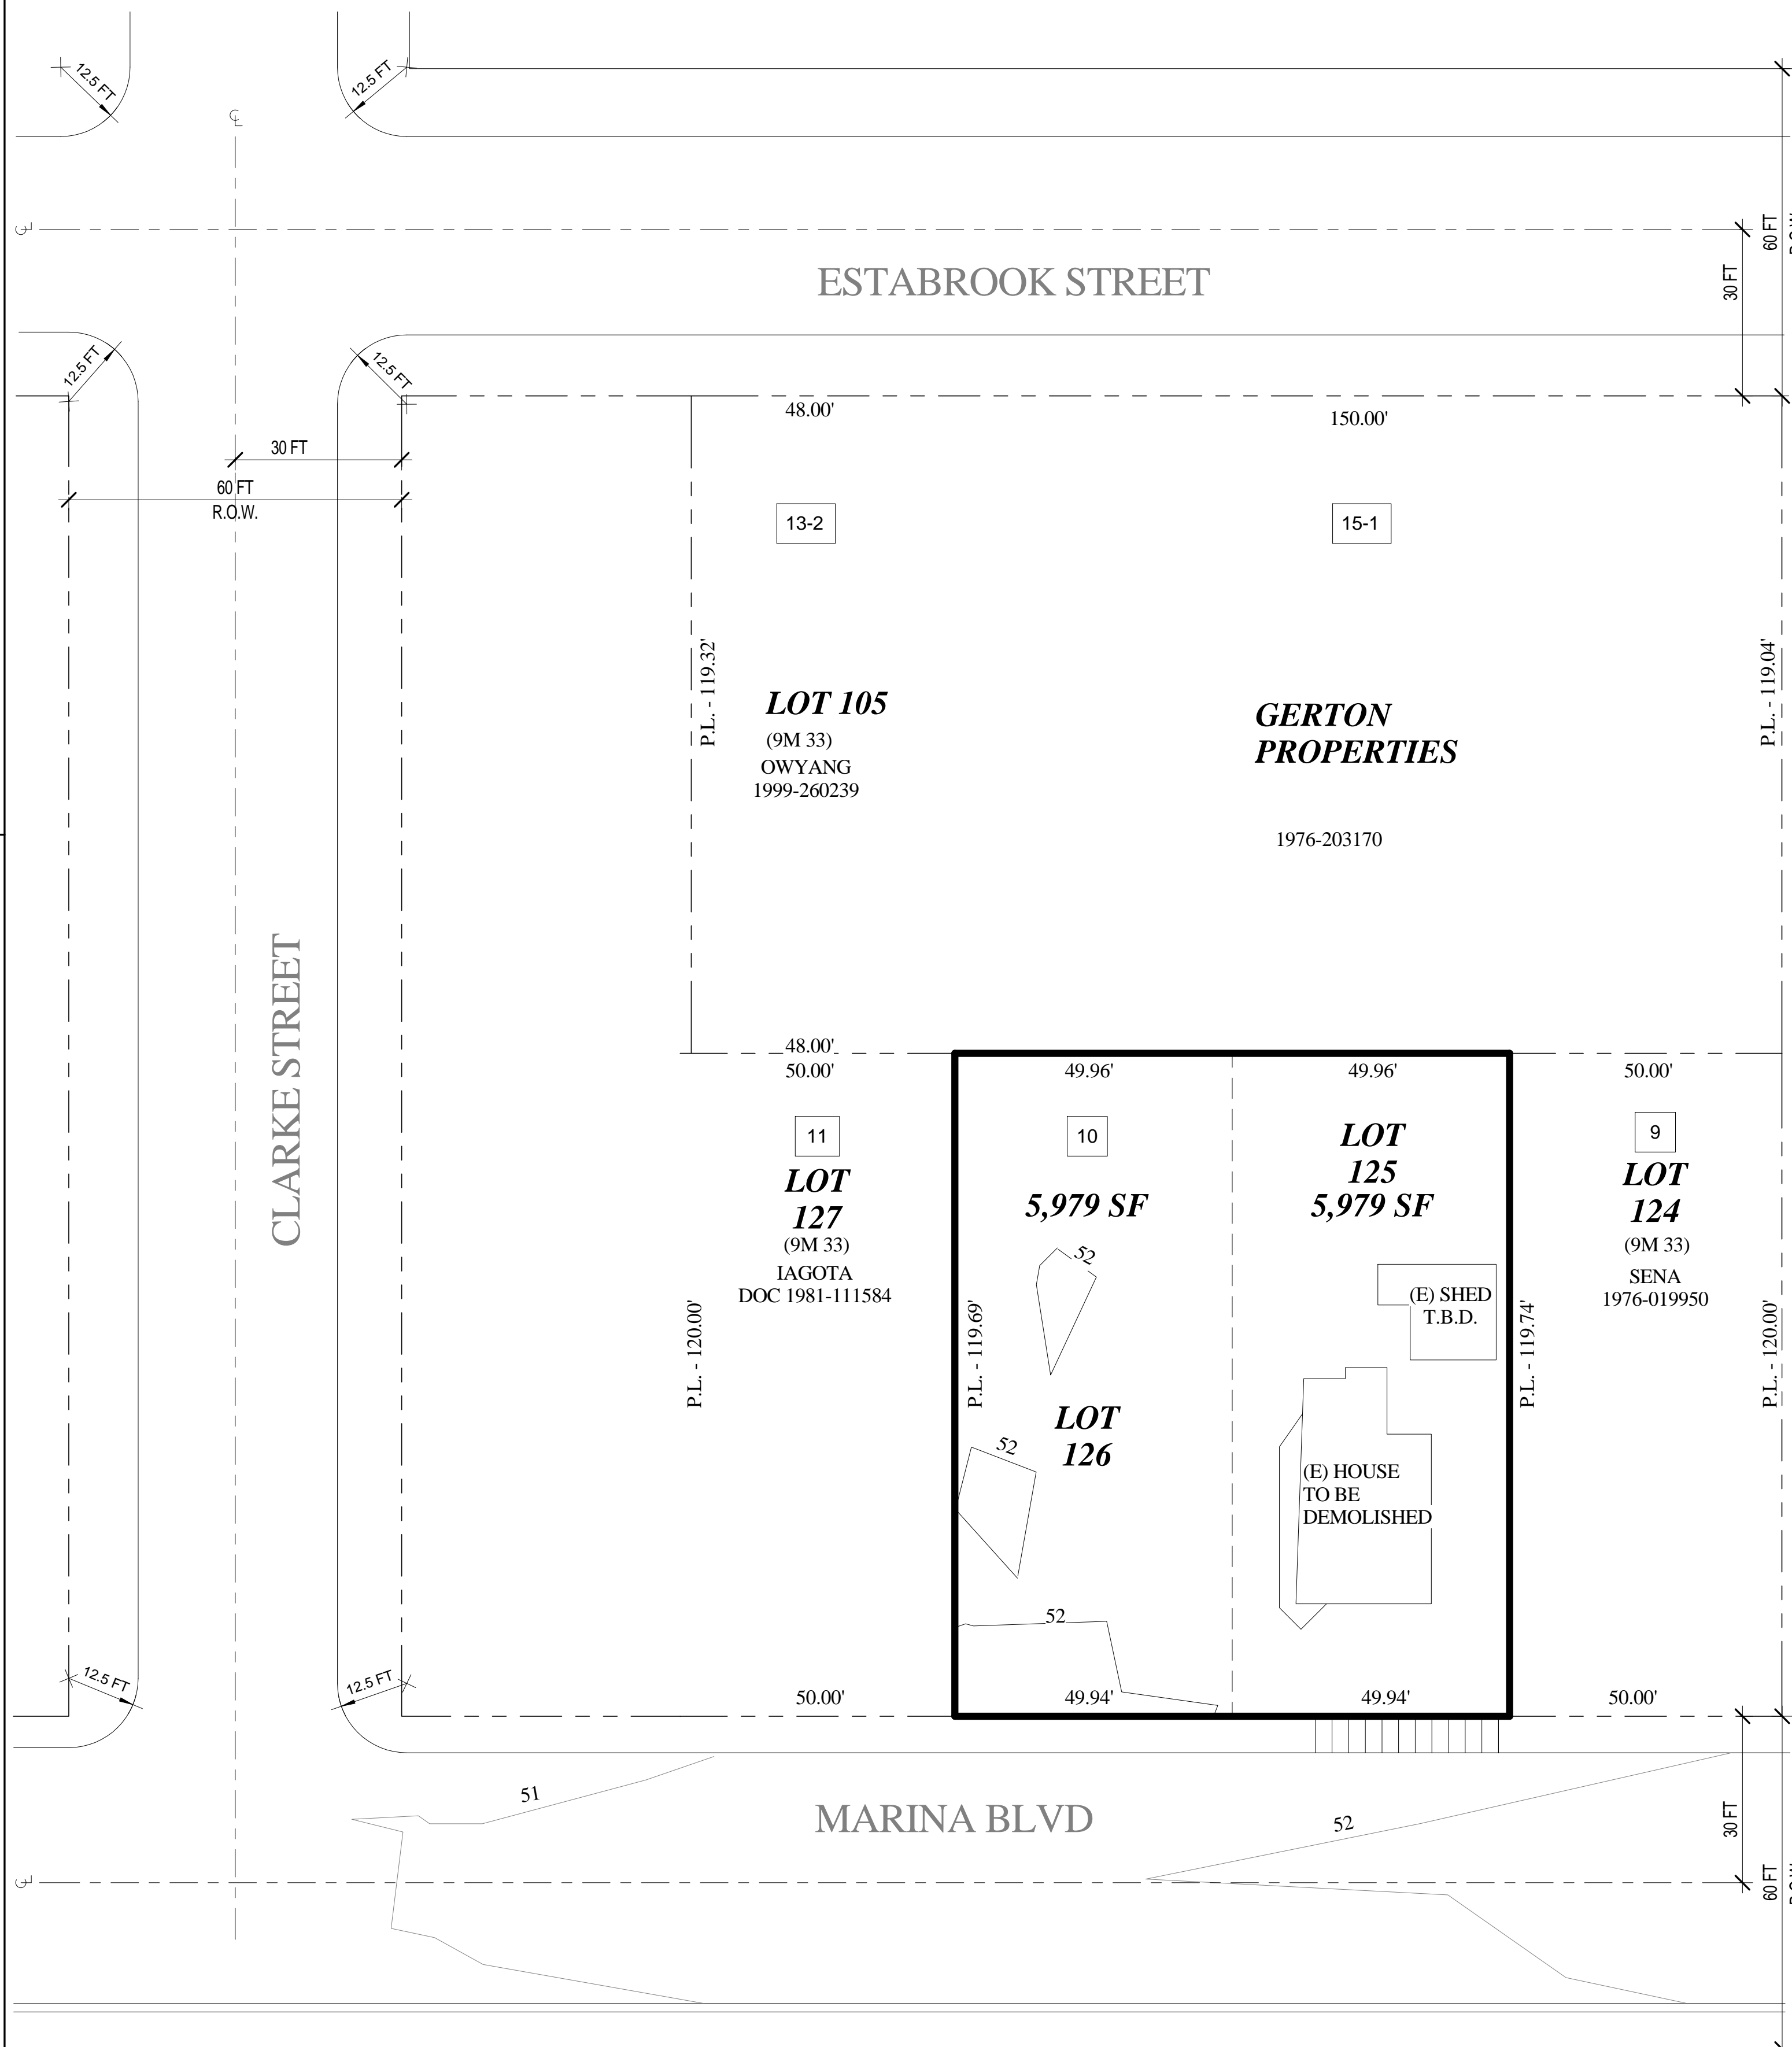 12.5 FT
12.5 FT
℄
℄
60 FT
ESTABROOK STREET
30 FT
12.5 FT
12.5 FT
48.00'
150.00'
30 FT
60 FT
R.O.W.
13-2
15-1
P.L. - 119.32'
P.L. - 119.04'
LOT 105
(9M 33)
OWYANG
1999-260239
GERTON
PROPERTIES
1976-203170
CLARKE STREET
48.00'
50.00'
49.96'
49.96'
50.00'
11
10
9
LOT
127
(9M 33)
IAGOTA
DOC 1981-111584
5,979 SF
LOT
125
5,979 SF
LOT
124
(9M 33)
SENA
1976-019950
52
(E) SHED
T.B.D.
P.L. - 120.00'
P.L. - 119.69'
P.L. - 119.74'
P.L. - 120.00'
LOT
126
52
(E) HOUSE
TO BE
DEMOLISHED
52
12.5 FT
12.5 FT
50.00'
49.94'
49.94'
50.00'
51
MARINA BLVD
52
30 FT
℄
60 FT